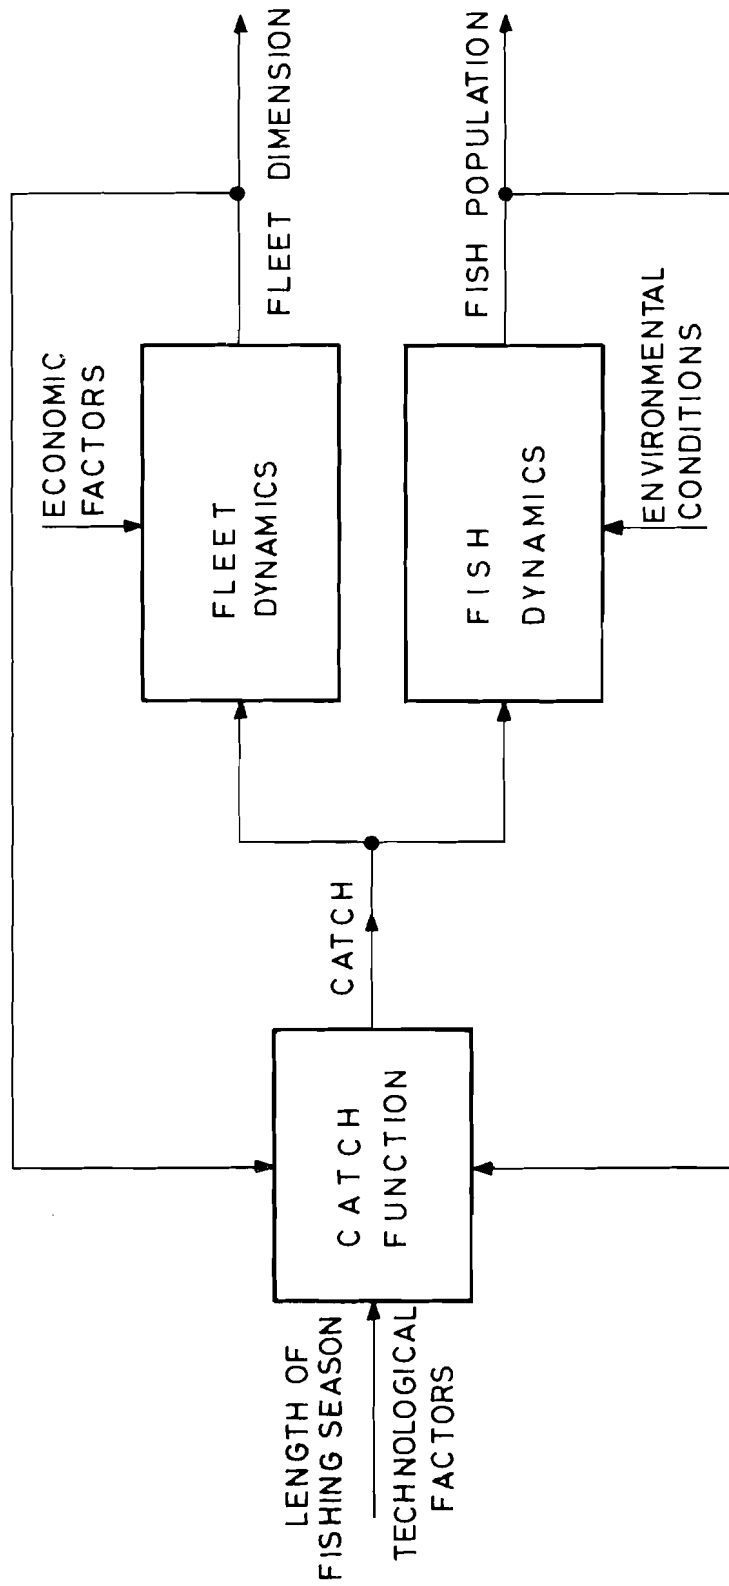 LENGTH OF
FISHING SEASON
TECHNOLOGICAL
FACTORS
CATCH
FUNCTION
CATCH
ECONOMIC
FACTORS
FLEET
DYNAMICS
FLEET DIMENSION
FISH
DYNAMICS
FISH POPULATION
ENVIRONMENTAL
CONDITIONS